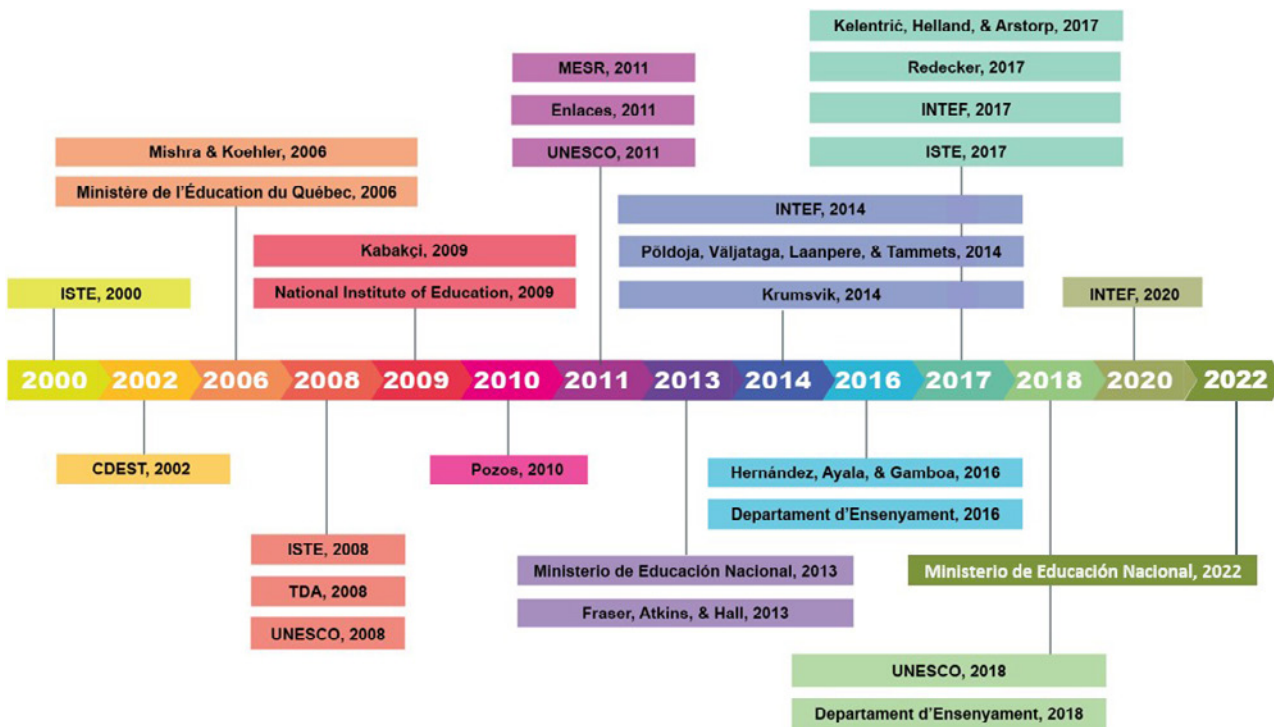 Kelentrić, Helland, & Arstorp, 2017
Redecker, 2017
INTEF, 2017
ISTE, 2017
MESR, 2011
Enlaces, 2011
UNESCO, 2011
Mishra & Koehler, 2006
Ministère de l’Éducation du Québec, 2006
INTEF, 2014
Põldoja, Väljataga, Laanpere, & Tammets, 2014
Krumsvik, 2014
Kabakçi, 2009
National Institute of Education, 2009
ISTE, 2000
INTEF, 2020
2000 2002 2006 2008 2009 2010 2011 2013 2014 2016 2017 2018 2020 2022
CDEST, 2002
Pozos, 2010
Hernández, Ayala, & Gamboa, 2016
Departament d’Ensenyament, 2016
ISTE, 2008
TDA, 2008
UNESCO, 2008
Ministerio de Educación Nacional, 2013
Fraser, Atkins, & Hall, 2013
Ministerio de Educación Nacional, 2022
UNESCO, 2018
Departament d’Ensenyament, 2018